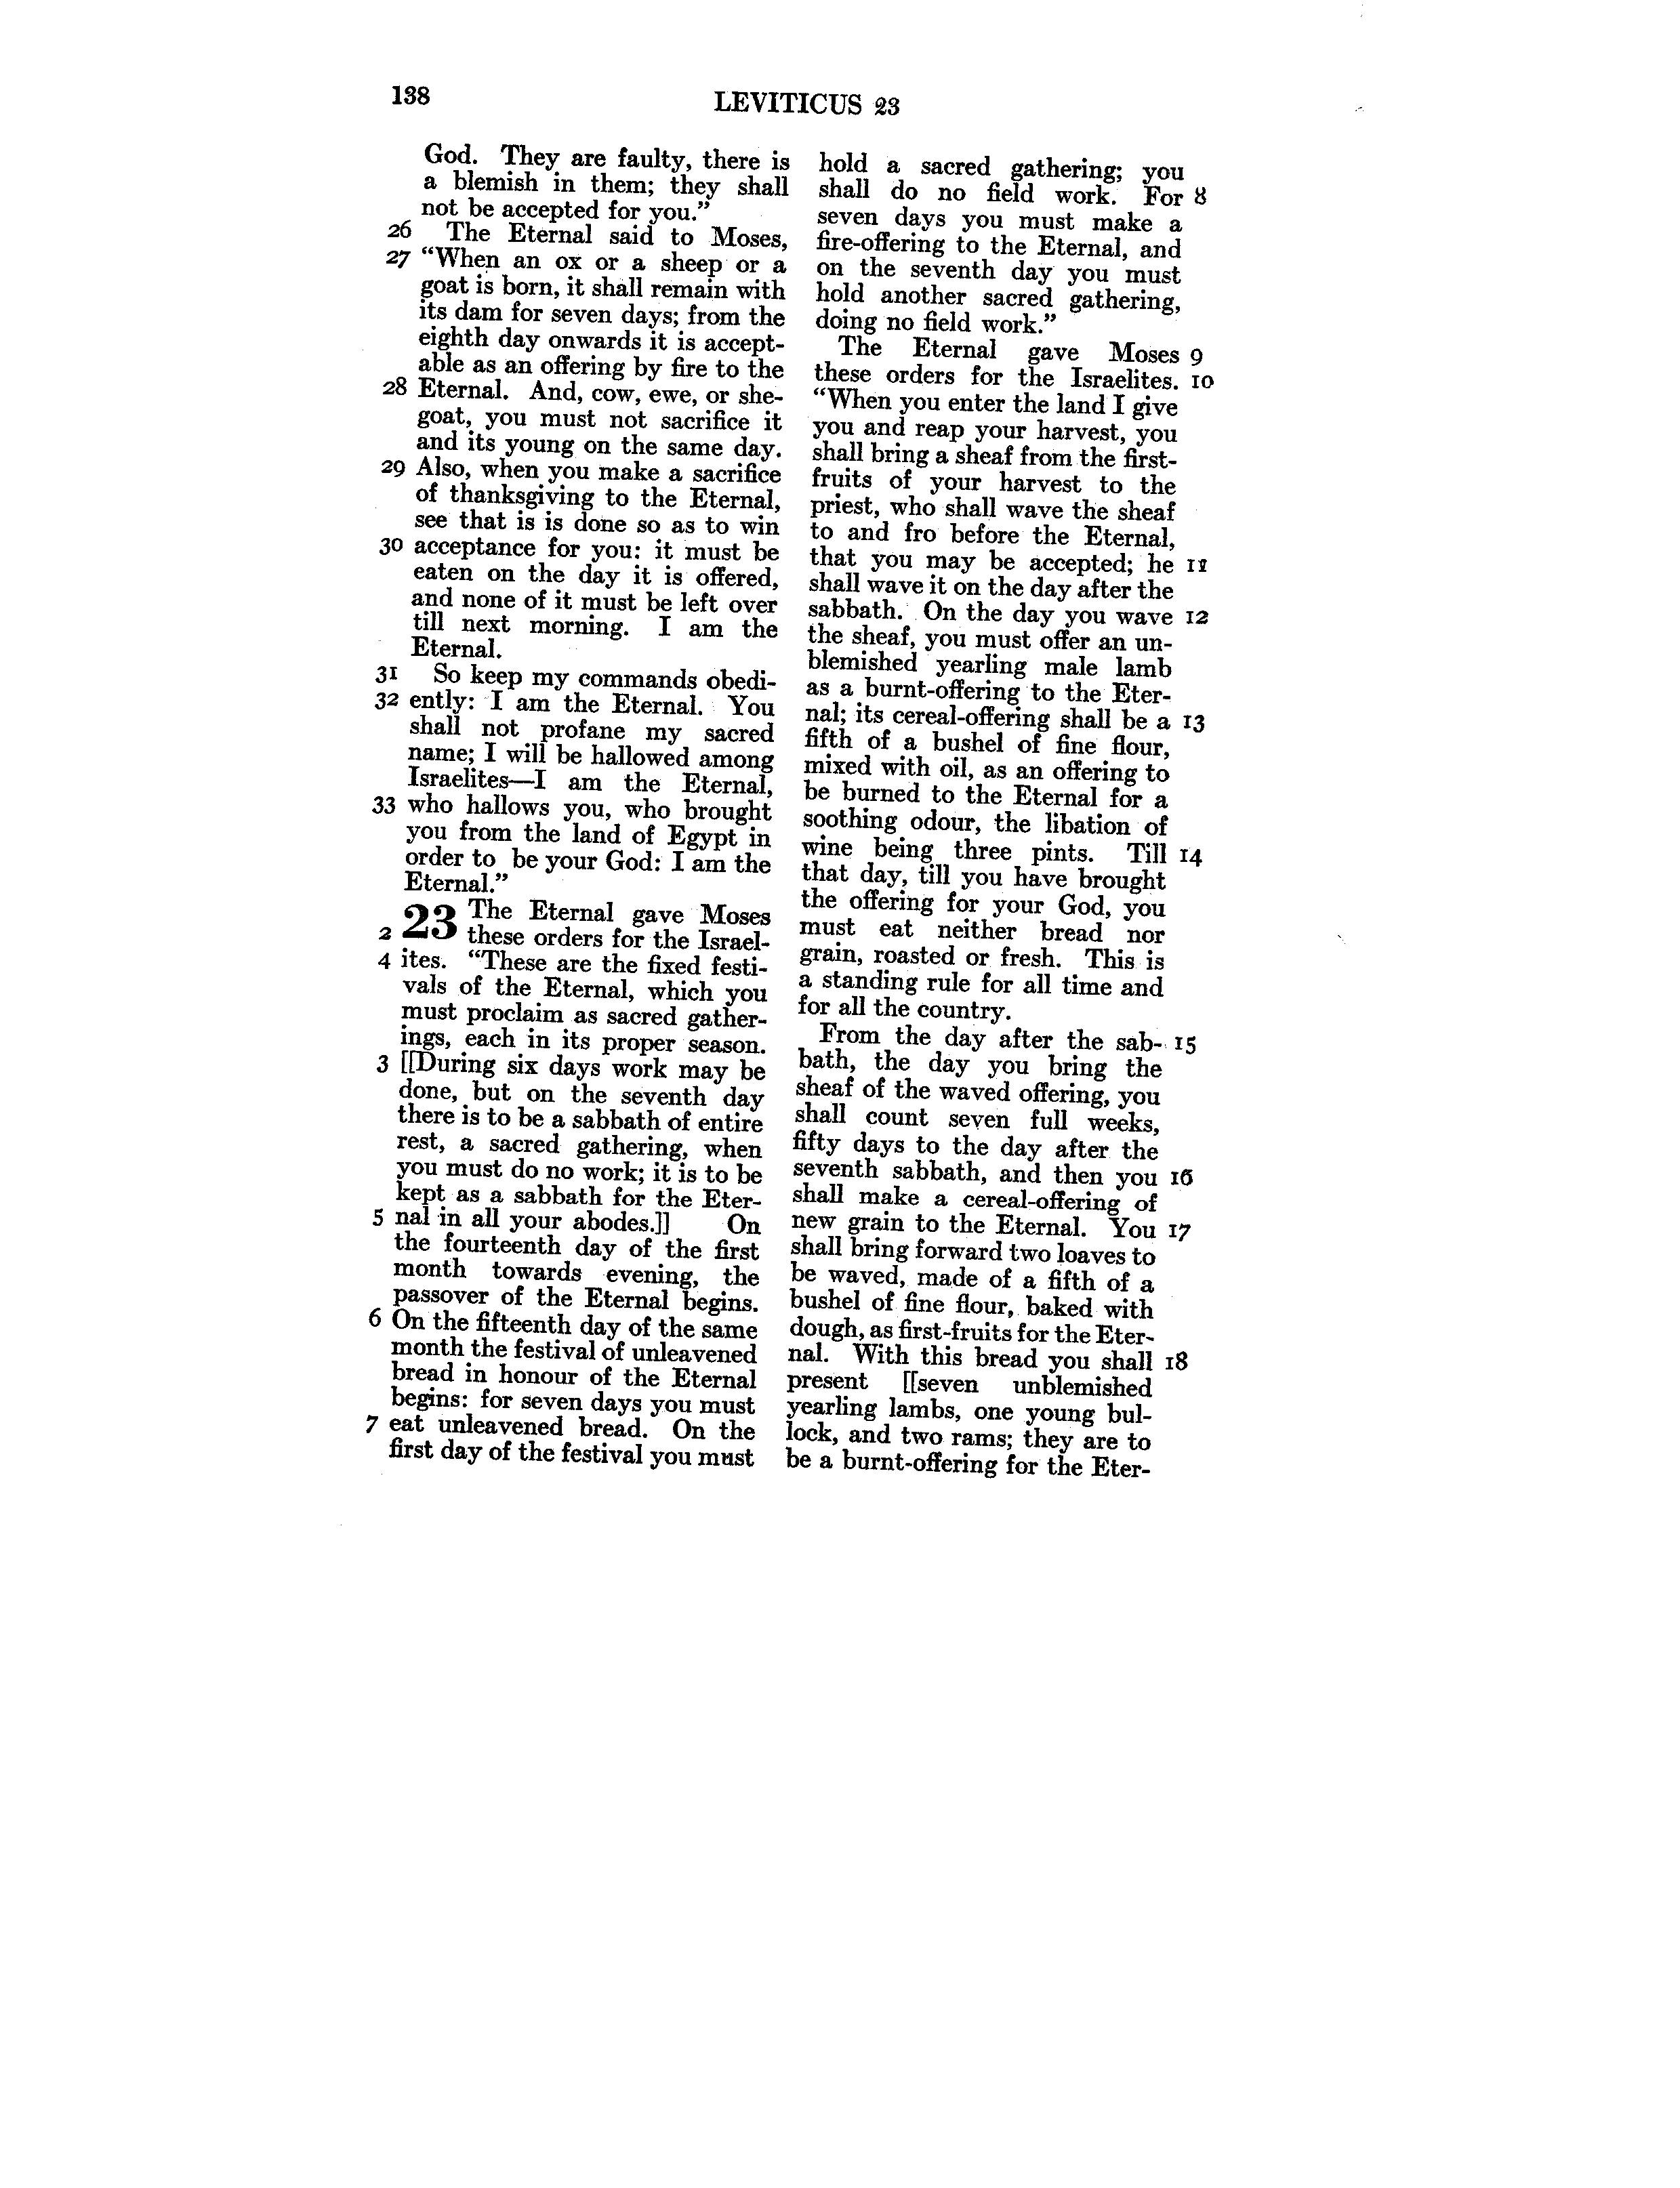 138
LEVITICUS 23
God. They are faulty, there is
a blemish in them; they shall
not be accepted for you.”
26 The Eternal said to Moses,
27 “When an ox or a sheep or a
goat is born, it shall remain with
its dam for seven days; from the
eighth day onwards it is accept-
able as an offering by fire to the
28 Eternal. And, cow, ewe, or she-
goat, you must not sacrifice it
and its young on the same day.
29 Also, when you make a sacrifice
of thanksgiving to the Eternal,
see that is is done so as to win
30 acceptance for you: it must be
eaten on the day it is offered,
and none of it must be left over
till next morning. I am the
Eternal.
31 So keep my commands obedi-
32 ently: I am the Eternal. You
shall not profane my sacred
name; I will be hallowed among
Israelites—I am the Eternal,
33 who hallows you, who brought
you from the land of Egypt in
order to be your God: I am the
Eternal.”
23 The Eternal gave Moses
2 these orders for the Israel-
4 ites. “These are the fixed festi-
vals of the Eternal, which you
must proclaim as sacred gather-
ings, each in its proper season.
3 [[During six days work may be
done, but on the seventh day
there is to be a sabbath of entire
rest, a sacred gathering, when
you must do no work; it is to be
kept as a sabbath for the Eter-
5 nal in all your abodes.]] On
the fourteenth day of the first
month towards evening, the
passover of the Eternal begins.
6 On the fifteenth day of the same
month the festival of unleavened
bread in honour of the Eternal
begins: for seven days you must
7 eat unleavened bread. On the
first day of the festival you must
hold a sacred gathering; you
shall do no field work. For 8
seven days you must make a
fire-offering to the Eternal, and
on the seventh day you must
hold another sacred gathering,
doing no field work.”
The Eternal gave Moses 9
these orders for the Israelites. 10
“When you enter the land I give
you and reap your harvest, you
shall bring a sheaf from the first-
fruits of your harvest to the
priest, who shall wave the sheaf
to and fro before the Eternal,
that you may be accepted; he 11
shall wave it on the day after the
sabbath. On the day you wave 12
the sheaf, you must offer an un-
blemished yearling male lamb
as a burnt-offering to the Eter-
nal; its cereal-offering shall be a 13
fifth of a bushel of fine flour,
mixed with oil, as an offering to
be burned to the Eternal for a
soothing odour, the libation of
wine being three pints. Till 14
that day, till you have brought
the offering for your God, you
must eat neither bread nor
grain, roasted or fresh. This is
a standing rule for all time and
for all the country.
From the day after the sab- 15
bath, the day you bring the
sheaf of the waved offering, you
shall count seven full weeks,
fifty days to the day after the
seventh sabbath, and then you 16
shall make a cereal-offering of
new grain to the Eternal. You 17
shall bring forward two loaves to
be waved, made of a fifth of a
bushel of fine flour, baked with
dough, as first-fruits for the Eter-
nal. With this bread you shall 18
present [[seven unblemished
yearling lambs, one young bul-
lock, and two rams; they are to
be a burnt-offering for the Eter-